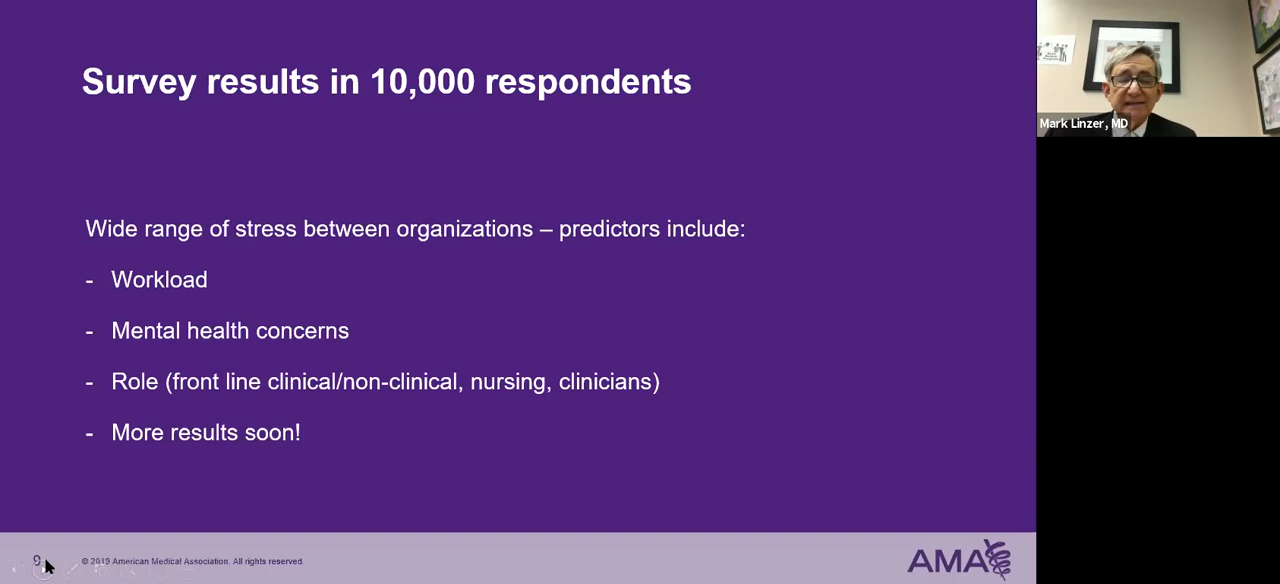 Survey results in 10,000 respondents
Mark Linzer, MD
Wide range of stress between organizations – predictors include:
- Workload
- Mental health concerns
- Role (front line clinical/non-clinical, nursing, clinicians)
- More results soon!
9
© 2019 American Medical Association. All rights reserved.
AMA